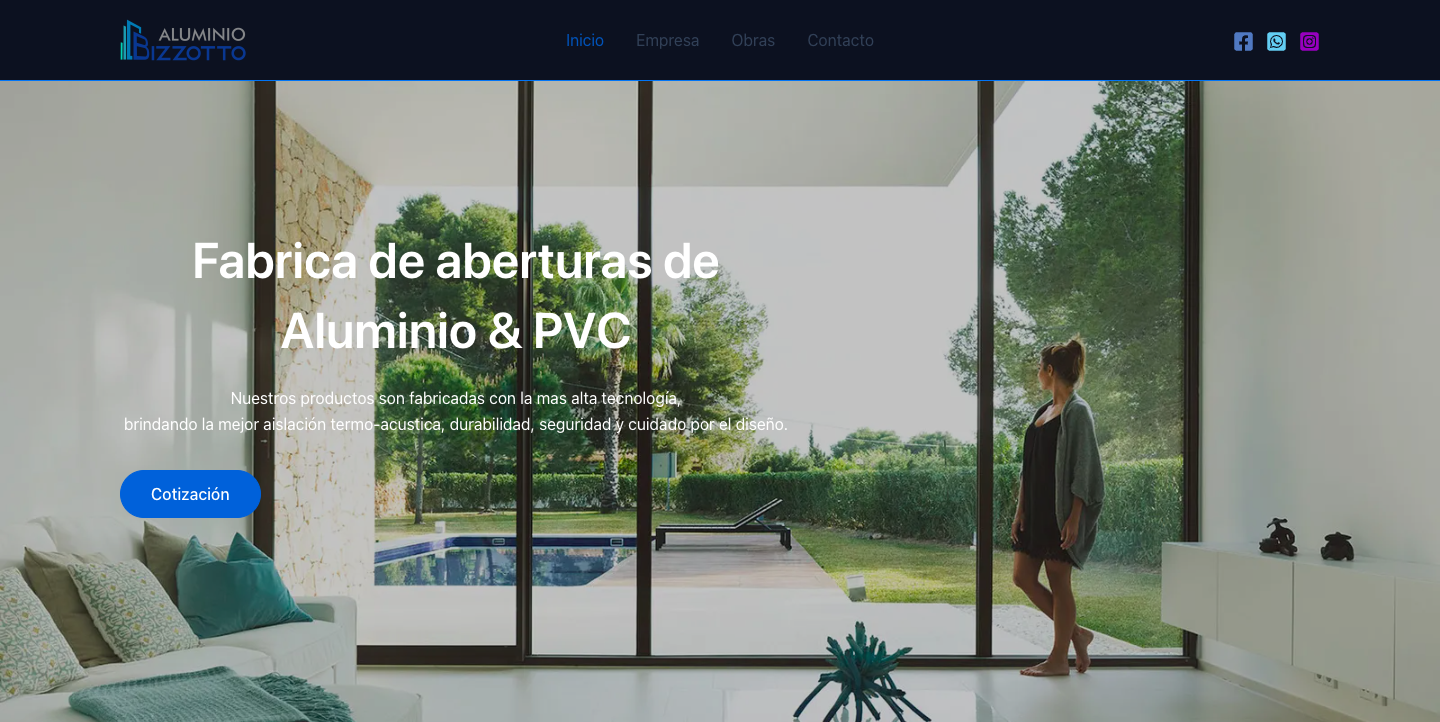 ALUMINIO
BIZZOTTO
Inicio
Empresa
Obras
Contacto
Fabrica de aberturas de
Aluminio & PVC
Nuestros productos son fabricadas con la mas alta tecnología,
brindando la mejor aislación termo-acustica, durabilidad, seguridad y cuidado por el diseño.
Cotización